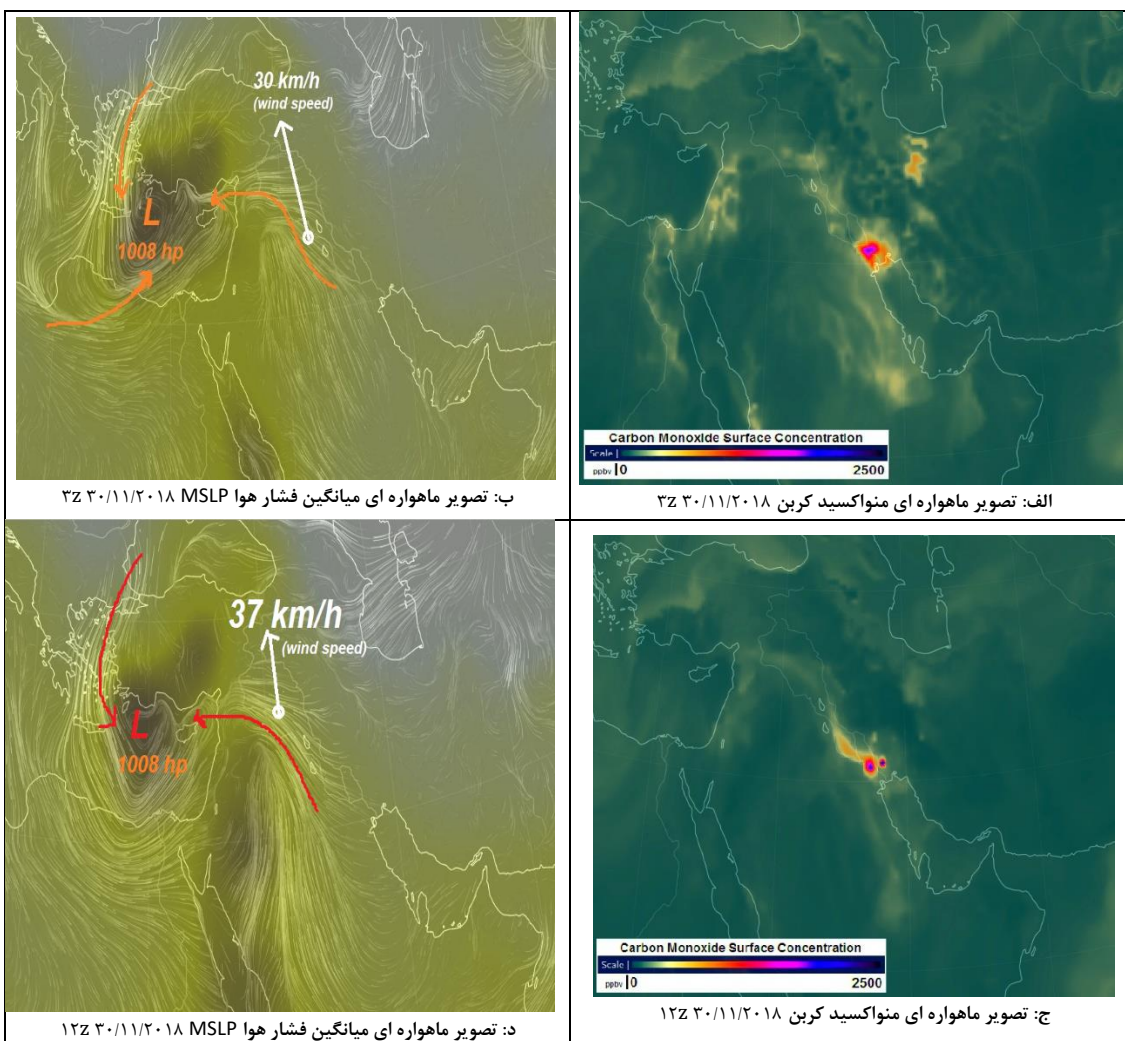 30 km/h
(wind speed)
L
1008 hp
ب: تصویر ماهواره ای میانگین فشار هوا MSLP ۳z ۳۰/۱۱/۲۰۱۸
Carbon Monoxide Surface Concentration
Scale |
ppbv | 0 2500
الف: تصویر ماهواره ای منواکسید کربن ۳z ۳۰/۱۱/۲۰۱۸
37 km/h
(wind speed)
L
1008 hp
د: تصویر ماهواره ای میانگین فشار هوا MSLP ۱۲z ۳۰/۱۱/۲۰۱۸
Carbon Monoxide Surface Concentration
Scale |
ppbv | 0 2500
ج: تصویر ماهواره ای منواکسید کربن ۱۲z ۳۰/۱۱/۲۰۱۸